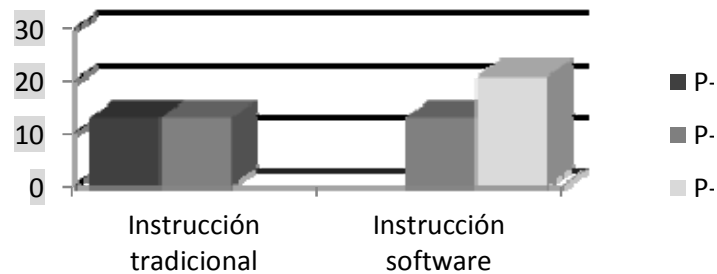 30
20
10
0
Instrucción
tradicional
Instrucción
software
P-
P-
P-